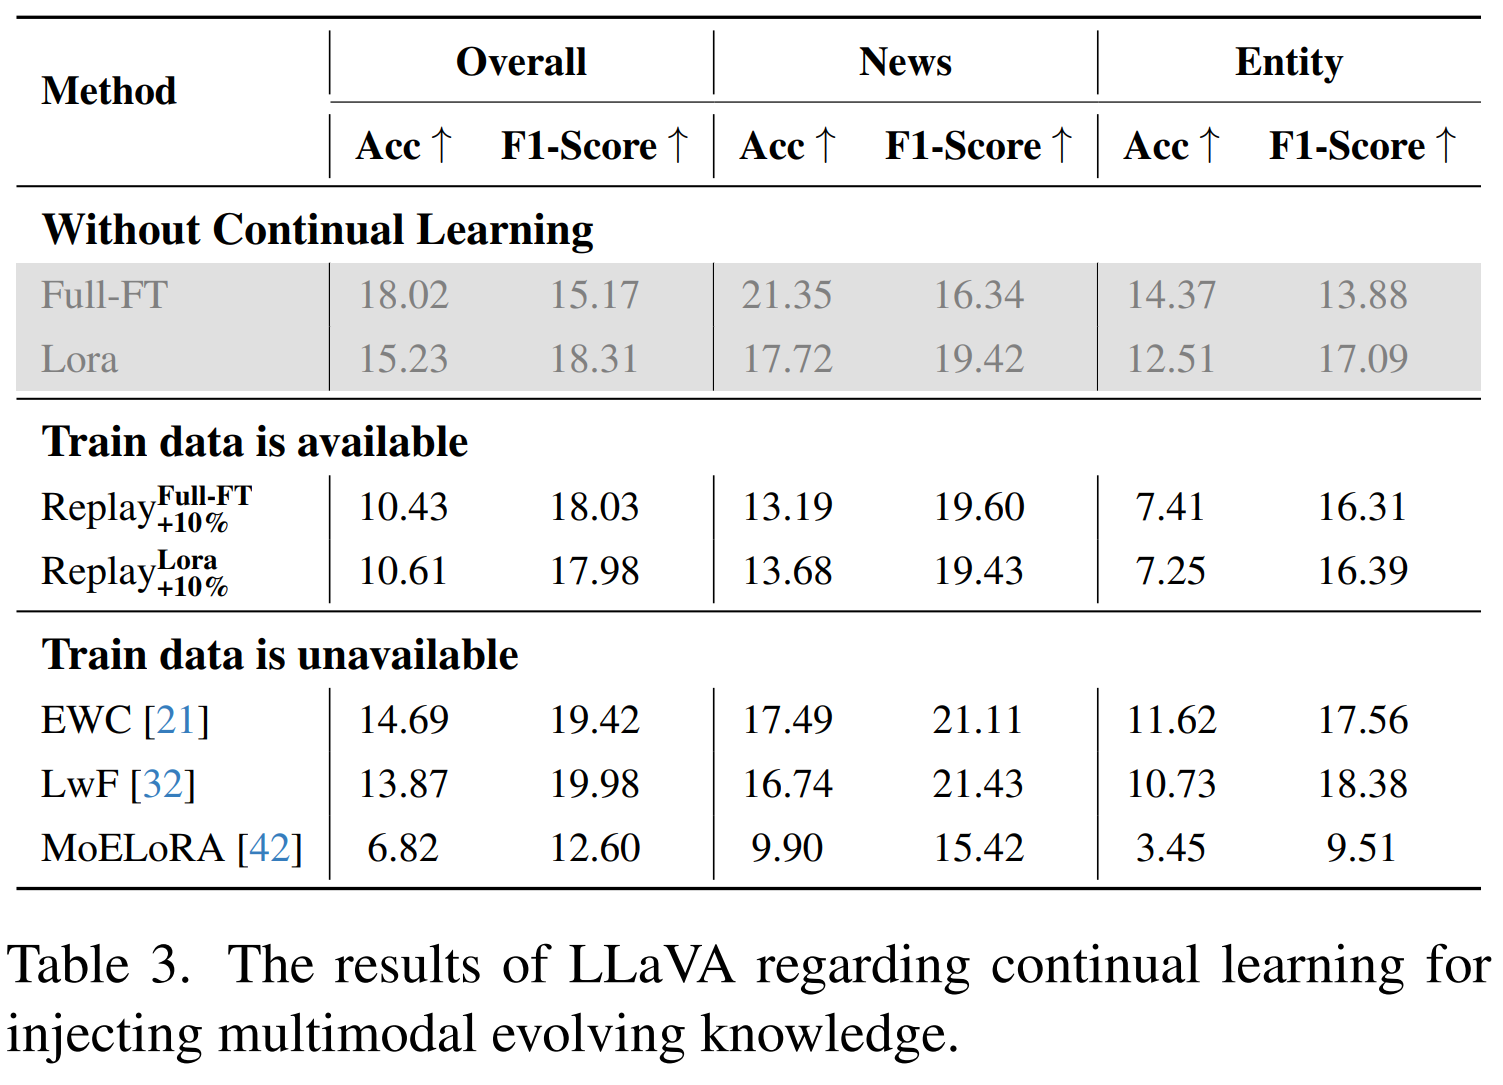 Method Overall News Entity
Acc ↑ F1-Score ↑ Acc ↑ F1-Score ↑ Acc ↑ F1-Score ↑
Without Continual Learning
Full-FT 18.02 15.17 21.35 16.34 14.37 13.88
Lora 15.23 18.31 17.72 19.42 12.51 17.09
Train data is available
Replay Full-FT +10% 10.43 18.03 13.19 19.60 7.41 16.31
Replay Lora +10% 10.61 17.98 13.68 19.43 7.25 16.39
Train data is unavailable
EWC [21] 14.69 19.42 17.49 21.11 11.62 17.56
LwF [32] 13.87 19.98 16.74 21.43 10.73 18.38
MoELoRA [42] 6.82 12.60 9.90 15.42 3.45 9.51
Table 3. The results of LLaVA regarding continual learning for
injecting multimodal evolving knowledge.